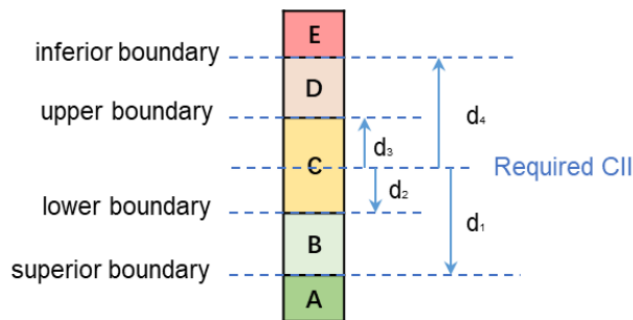 E
inferior boundary
D
upper boundary
d₄
d₃
C
Required CII
d₂
lower boundary
d₁
B
superior boundary
A